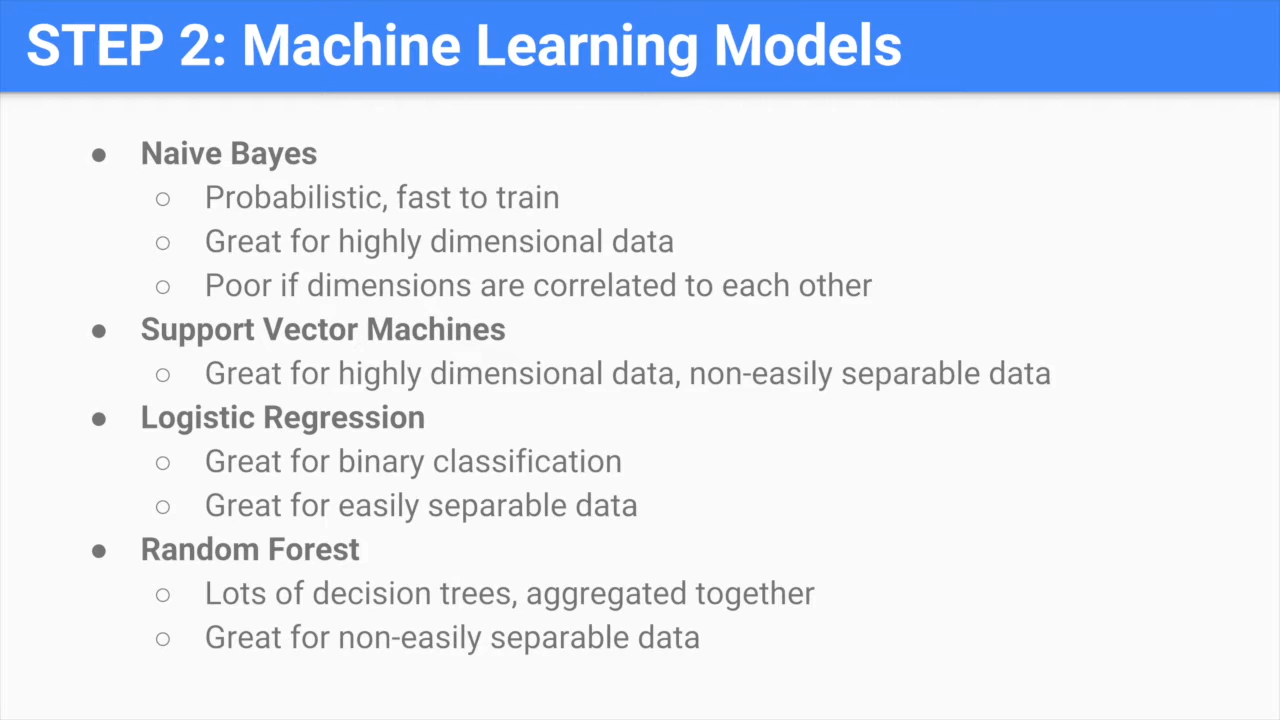 STEP 2: Machine Learning Models
● Naive Bayes
○ Probabilistic, fast to train
○ Great for highly dimensional data
○ Poor if dimensions are correlated to each other
● Support Vector Machines
○ Great for highly dimensional data, non-easily separable data
● Logistic Regression
○ Great for binary classification
○ Great for easily separable data
● Random Forest
○ Lots of decision trees, aggregated together
○ Great for non-easily separable data